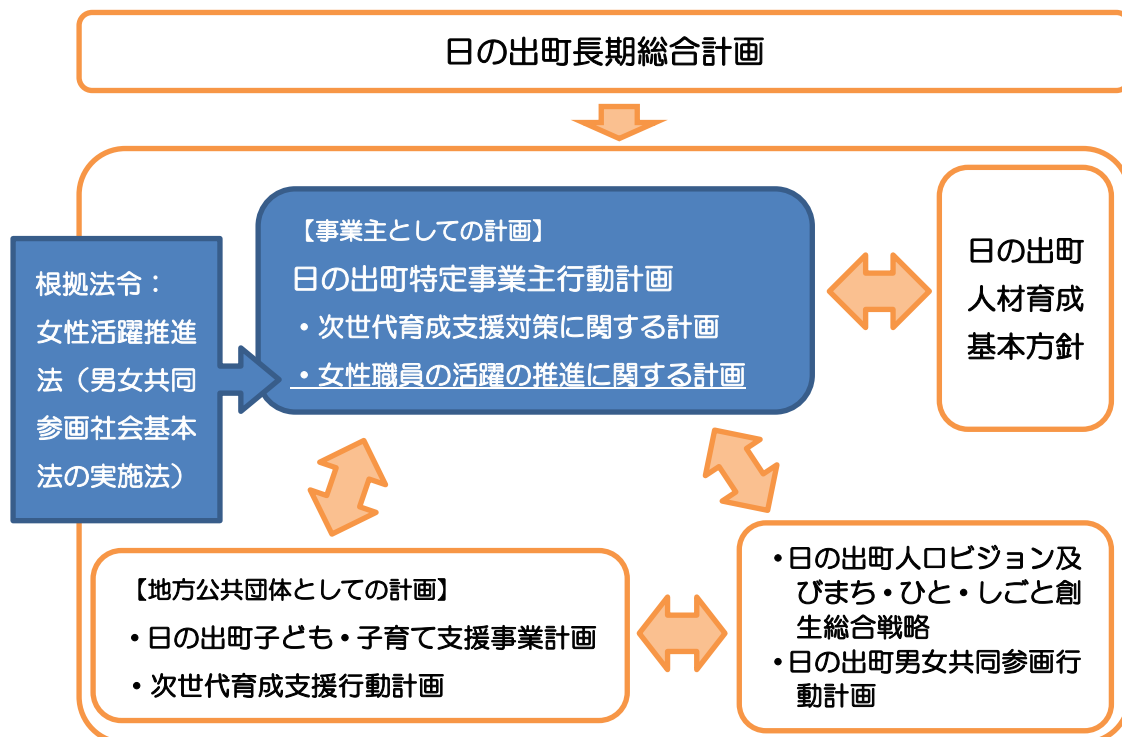 日の出町長期総合計画
【事業主としての計画】
日の出町特定事業主行動計画
・次世代育成支援対策に関する計画
・女性職員の活躍の推進に関する計画
日の出町
人材育成
基本方針
根拠法令：
女性活躍推進
法（男女共同
参画社会基本
法の実施法）
【地方公共団体としての計画】
・日の出町子ども・子育て支援事業計画
・次世代育成支援行動計画
・日の出町人口ビジョン及
びまち・ひと・しごと創
生総合戦略
・日の出町男女共同参画行
動計画